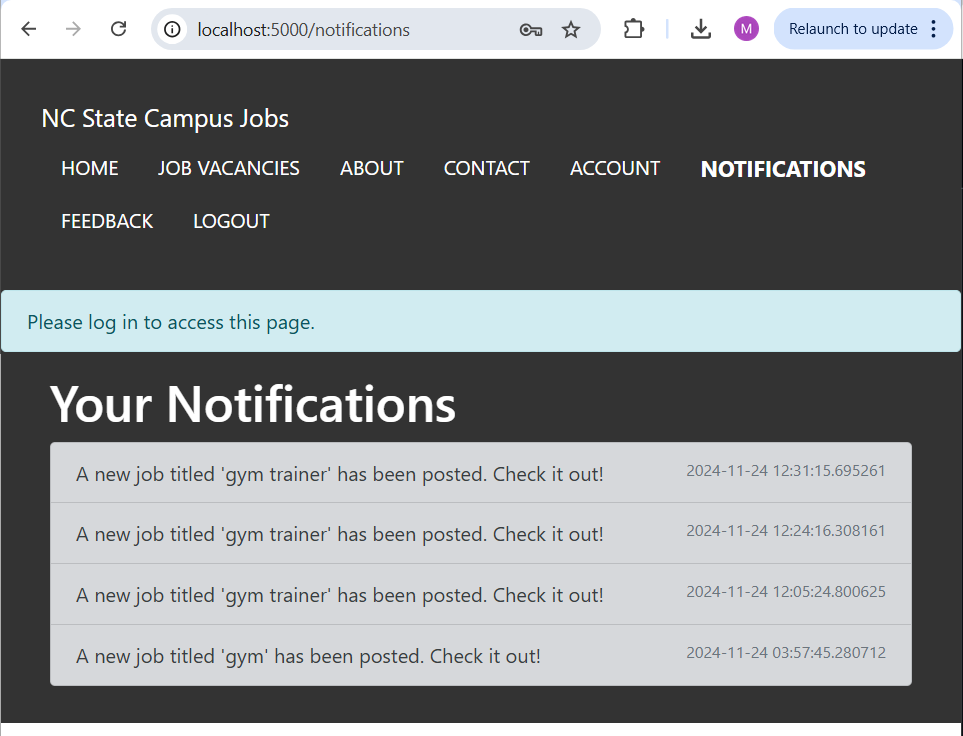 localhost:5000/notifications
M
Relaunch to update
NC State Campus Jobs
HOME JOB VACANCIES ABOUT CONTACT ACCOUNT NOTIFICATIONS
FEEDBACK LOGOUT
Please log in to access this page.
Your Notifications
A new job titled 'gym trainer' has been posted. Check it out! 2024-11-24 12:31:15.695261
A new job titled 'gym trainer' has been posted. Check it out! 2024-11-24 12:24:16.308161
A new job titled 'gym trainer' has been posted. Check it out! 2024-11-24 12:05:24.800625
A new job titled 'gym' has been posted. Check it out! 2024-11-24 03:57:45.280712